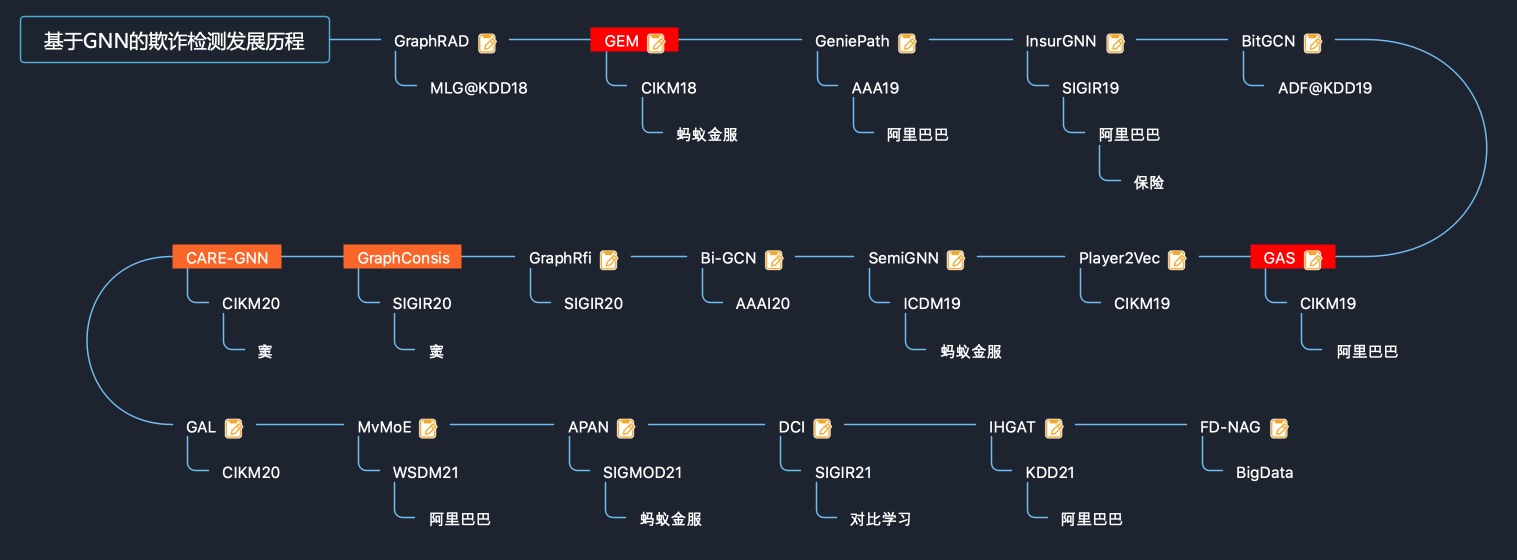 基于GNN的欺诈检测发展历程
GraphRAD
MLG@KDD18
GEM
CIKM18
蚂蚁金服
GeniePath
AAA19
阿里巴巴
InsurGNN
SIGIR19
阿里巴巴
保险
BitGCN
ADF@KDD19
GAS
CIKM19
阿里巴巴
Player2Vec
CIKM19
SemiGNN
ICDM19
蚂蚁金服
Bi-GCN
AAAI20
GraphRfi
SIGIR20
GraphConsis
SIGIR20
窦
CARE-GNN
CIKM20
窦
GAL
CIKM20
MvMoE
WSDM21
阿里巴巴
APAN
SIGMOD21
蚂蚁金服
DCI
SIGIR21
对比学习
IHGAT
KDD21
阿里巴巴
FD-NAG
BigData